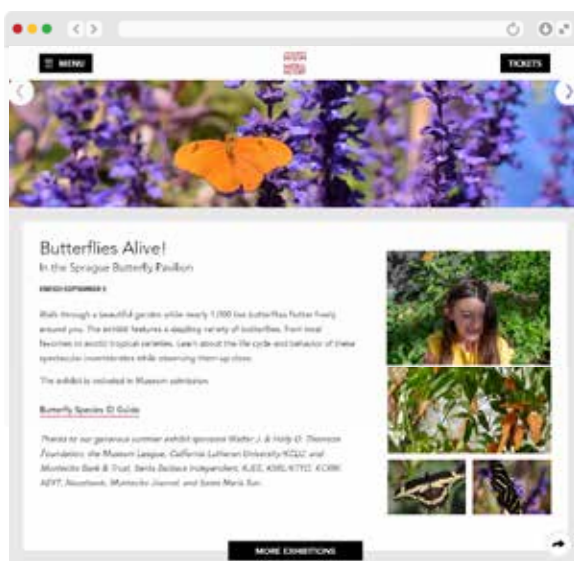 MENU
TICKETS
Butterflies Alive!
In the Sprague Butterfly Pavilion
ENDED SEPTEMBER 5
Walk through a beautiful garden while nearly 1,000 live butterflies flutter freely
around you. The exhibit features a dazzling variety of butterflies, from local
favorites to exotic tropical varieties. Learn about the life cycle and behavior of these
spectacular invertebrates while observing them up close.
The exhibit is included in Museum admission.
Butterfly Species ID Guide
Thanks to our generous summer exhibit sponsors Walter J. & Holly O. Thomson
Foundation, the Museum League, California Lutheran University/KCLU, and
Montecito Bank & Trust, Santa Barbara Independent, KJEE,
Noozhawk, Montecito Journal, and Santa Maria Sun.
MORE EXHIBITIONS